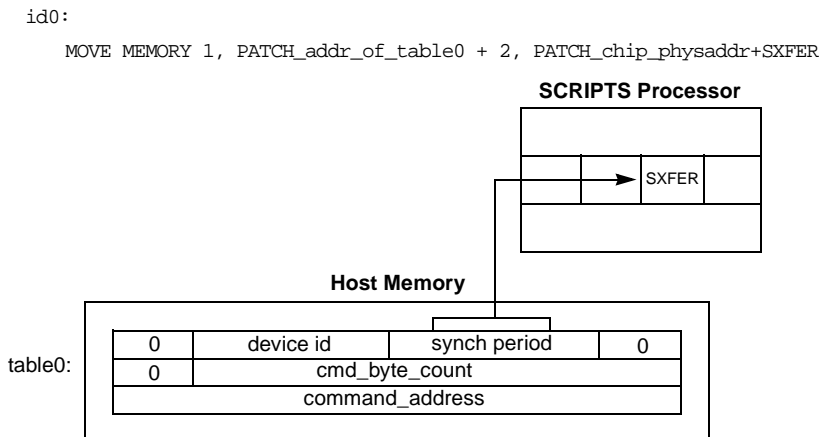 id0:
MOVE MEMORY 1, PATCH_addr_of_table0 + 2, PATCH_chip_physaddr+SXFER
SCRIPTS Processor
SXFER
Host Memory
table0:
0 device id synch period 0
0 cmd_byte_count
command_address